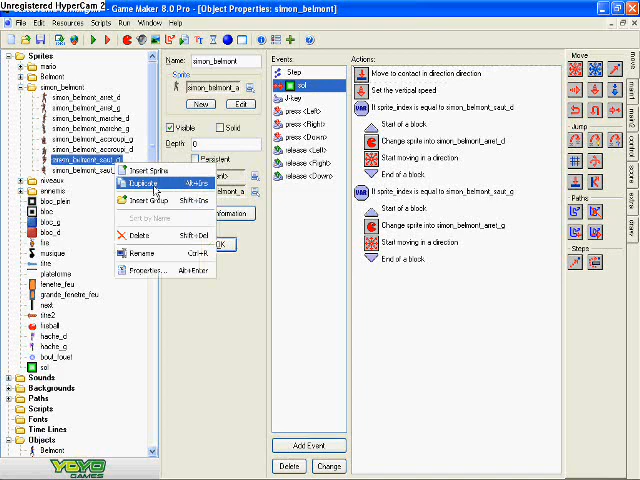 Unregistered HyperCam 2
Game Maker 8.0 Pro - [Object Properties: simon_belmont]
File Edit Resources Scripts Run Window Help
Sprites
mario
Belmont
simon_belmont
simon_belmont_arret_d
simon_belmont_arret_g
simon_belmont_marche_d
simon_belmont_marche_g
simon_belmont_accroupi_d
simon_belmont_accroupi_g
simon_belmont_saut_d
simon_belmont_saut_g
niveaux
ennemis
bloc_plein
bloc
bloc_g
bloc_d
fire
musique
titre
plateforme
fenetre_feu
grande_fenetre_feu
next
titre2
fireball
hache_d
hache_g
bout_fouet
sol
Sounds
Backgrounds
Paths
Scripts
Fonts
Time Lines
Objects
Belmont
YOYO
GAMES
Insert Sprite
Duplicate Alt+Ins
Insert Group Shift+Ins
Sort by Name
Delete Shift+Del
Rename Ctrl+R
Properties... Alt+Enter
Name: simon_belmont
Sprite
simon_belmont_a
New Edit
Visible Solid
Depth: 0
Persistent
Events:
Step
sol
J-key
press <Left>
press <Right>
press <Down>
release <Left>
release <Right>
release <Down>
Add Event
Delete Change
Actions:
Move to contact in direction direction
Set the vertical speed
If sprite_index is equal to simon_belmont_saut_d
Start of a block
Change sprite into simon_belmont_arret_d
Start moving in a direction
End of a block
If sprite_index is equal to simon_belmont_saut_g
Start of a block
Change sprite into simon_belmont_arret_g
Start moving in a direction
End of a block
Move
Jump
Paths
Steps
move
main1
main2
control
score
extra
draw